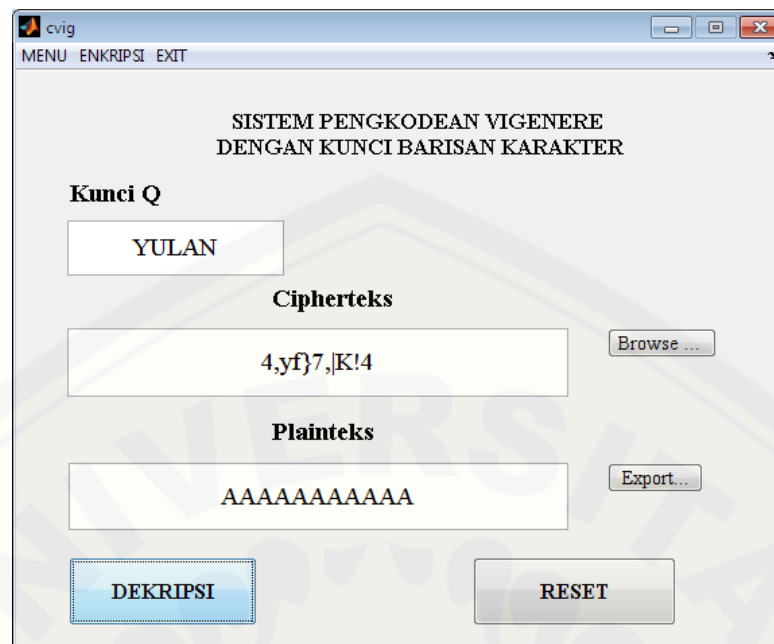 cvig
MENU ENKRIPSI EXIT
SISTEM PENGKODEAN VIGENERE
DENGAN KUNCI BARISAN KARAKTER
Kunci Q
YULAN
Cipherteks
4,yf}7,|K!4
Browse ...
Plainteks
AAAAAAAAAAA
Export...
DEKRIPSI RESET